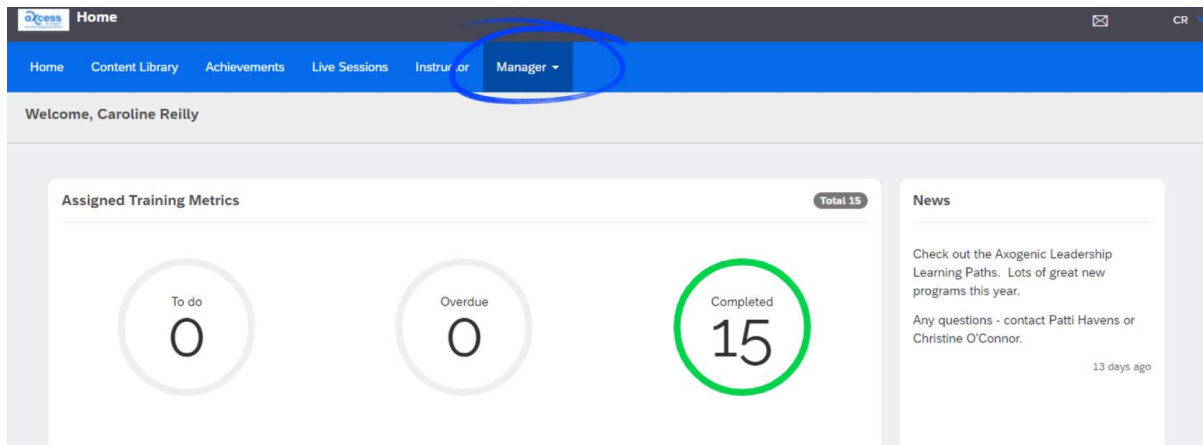 axcess
Home
CR
Home Content Library Achievements Live Sessions Instructor Manager
Welcome, Caroline Reilly
Assigned Training Metrics
Total 15
To do
0
Overdue
0
Completed
15
News
Check out the Axogenic Leadership
Learning Paths. Lots of great new
programs this year.
Any questions - contact Patti Havens or
Christine O'Connor.
13 days ago